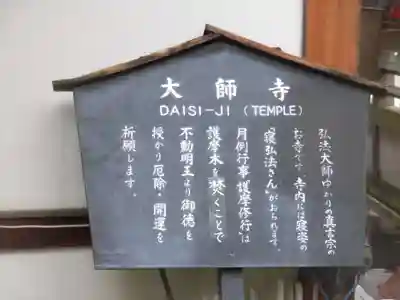 大師寺
DAISI-JI (TEMPLE)
弘法大師ゆかりの真言宗の
お寺です。寺内には寝姿の
"寝弘法さん"がおられます。
月例行事"護摩修行"は
護摩木を焚くことで
不動明王より御徳を
授かり厄除・開運を
祈願します。